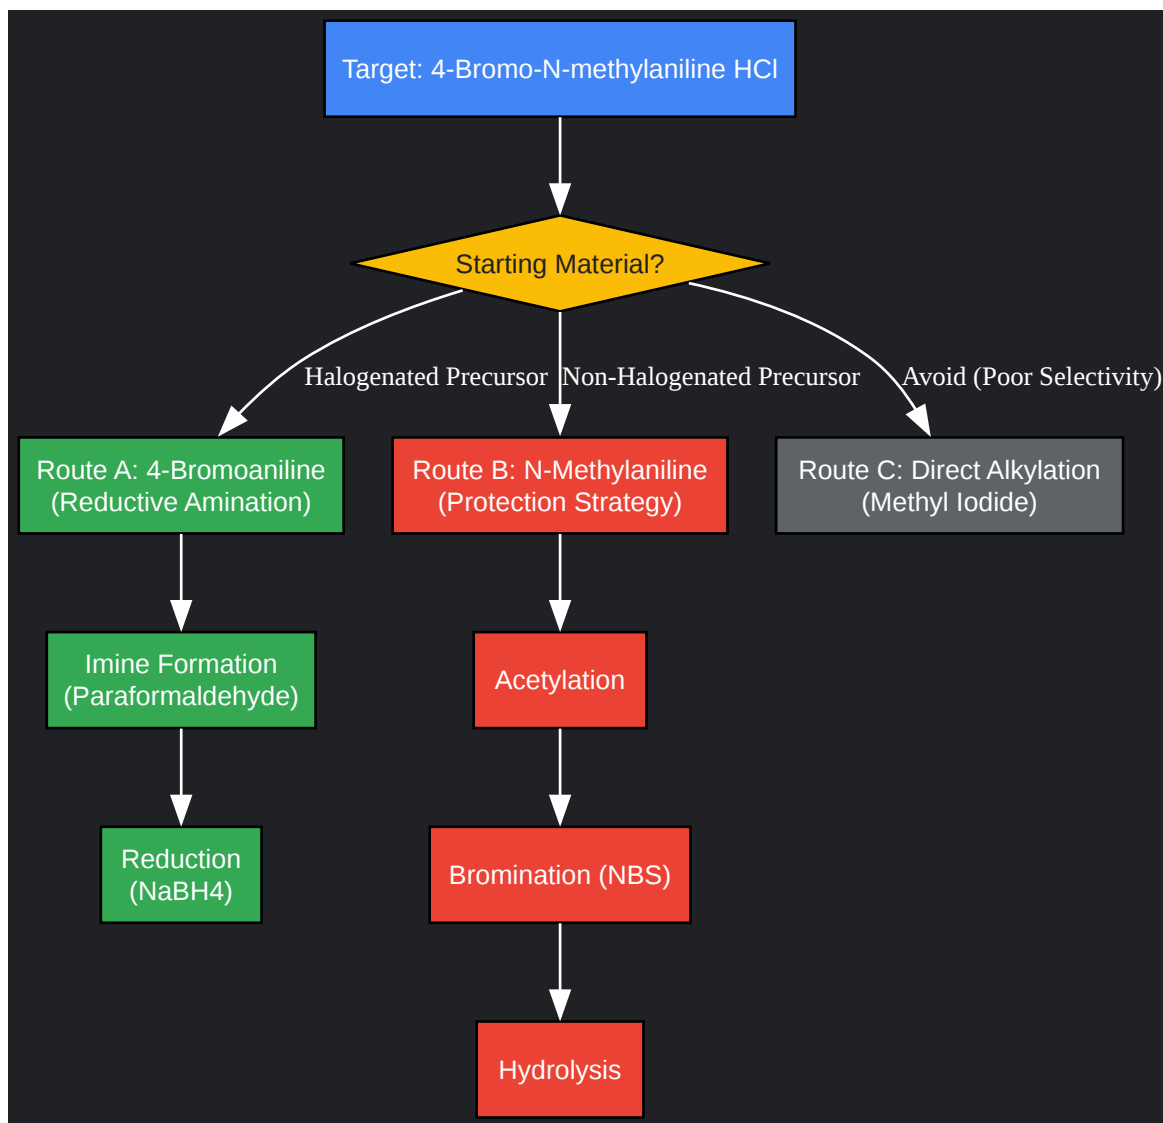 Target: 4-Bromo-N-methylaniline HCl
Starting Material?
Halogenated Precursor
Non-Halogenated Precursor
Avoid (Poor Selectivity)
Route A: 4-Bromoaniline
(Reductive Amination)
Route B: N-Methylaniline
(Protection Strategy)
Route C: Direct Alkylation
(Methyl Iodide)
Imine Formation
(Paraformaldehyde)
Acetylation
Reduction
(NaBH4)
Bromination (NBS)
Hydrolysis